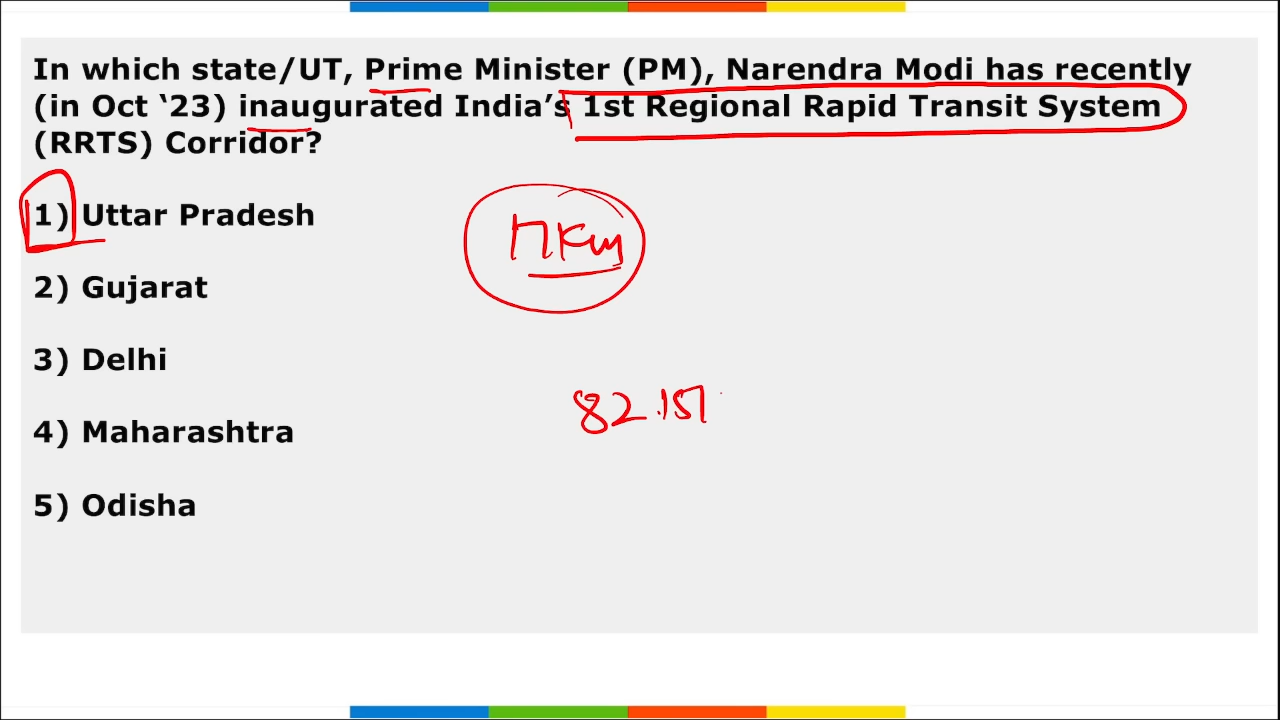 In which state/UT, Prime Minister (PM), Narendra Modi has recently
(in Oct ‘23) inaugurated India’s 1st Regional Rapid Transit System
(RRTS) Corridor?
1) Uttar Pradesh
17Km
2) Gujarat
3) Delhi
82.15
4) Maharashtra
5) Odisha